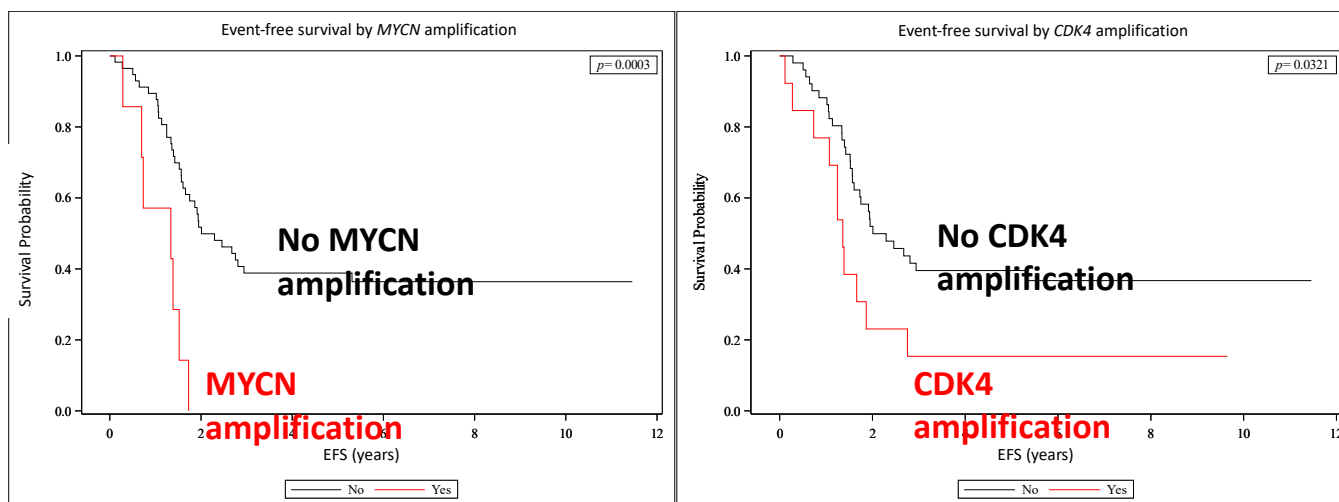 Event-free survival by MYCN amplification
p= 0.0003
1.0
0.8
0.6
0.4
0.2
0.0
Survival Probability
No MYCN
amplification
MYCN
amplification
0 2 4 6 8 10 12
EFS (years)
No Yes
Event-free survival by CDK4 amplification
p= 0.0321
1.0
0.8
0.6
0.4
0.2
0.0
Survival Probability
No CDK4
amplification
CDK4
amplification
0 2 4 6 8 10 12
EFS (years)
No Yes